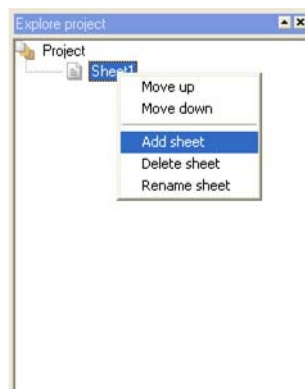 Explore project
Project
Sheet1
Move up
Move down
Add sheet
Delete sheet
Rename sheet